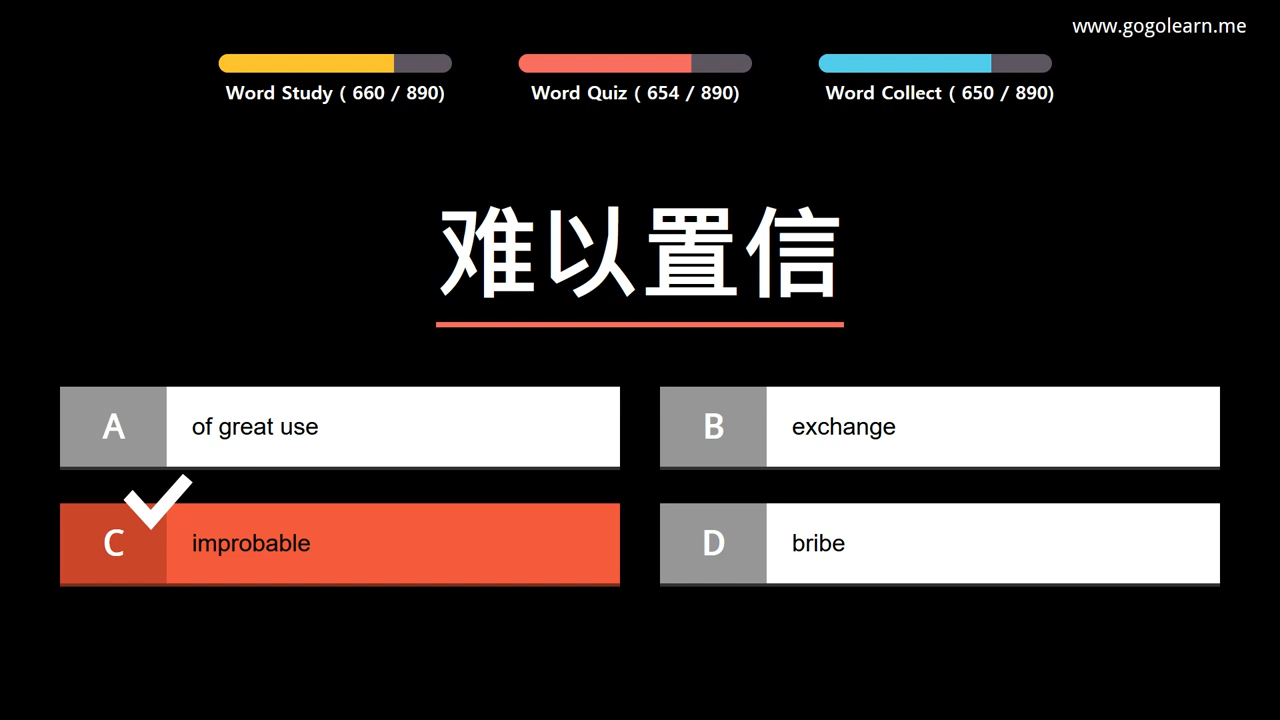 www.gogolearn.me
Word Study ( 660 / 890)
Word Quiz ( 654 / 890)
Word Collect ( 650 / 890)
难以置信
A
of great use
B
exchange
C
improbable
D
bribe